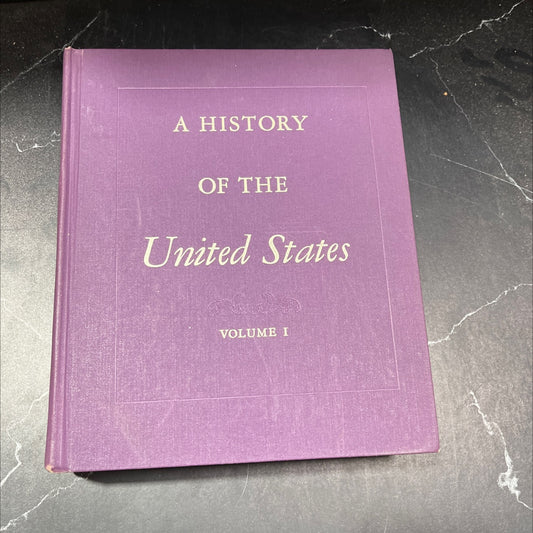 A HISTORY
OF THE
United States
VOLUME I